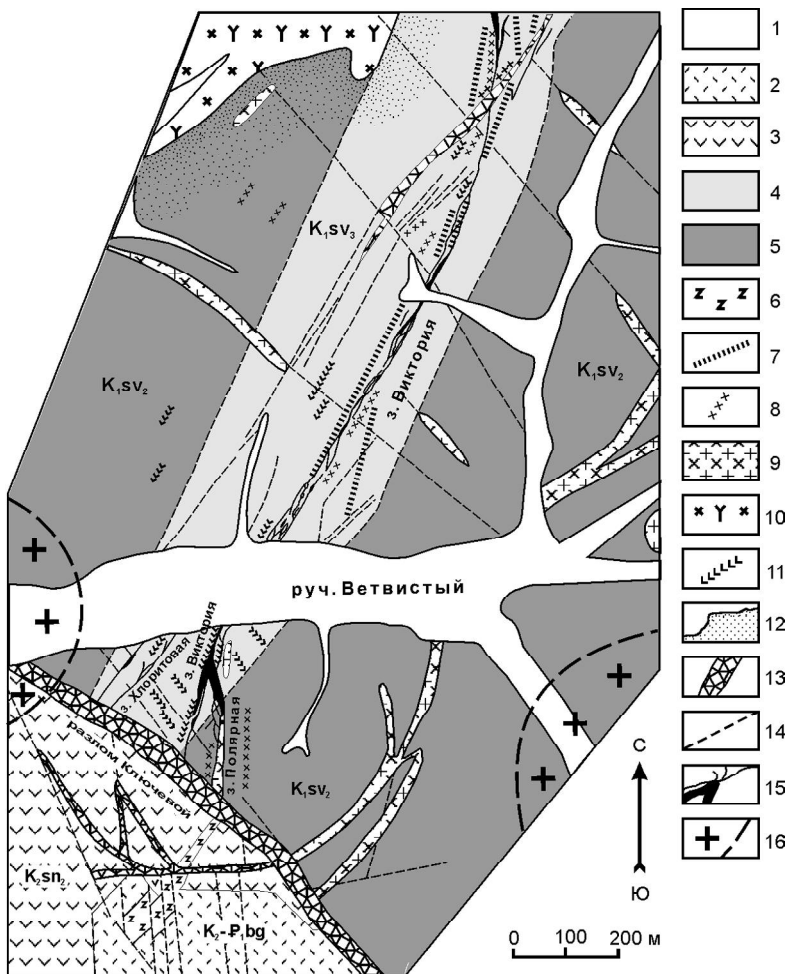 K₁sv₃
K₁sv₂
з. Виктория
K₁sv₂
руч. Ветвистый
з. Хлоритовая
з. Виктория
з. Полярная
разлом Ключевой
K₁sv₂
K₂sn₂
K₂-P₁bg
С
Ю
0 100 200 м
1
2
3
4
5
6
7
8
9
10
11
12
13
14
15
16